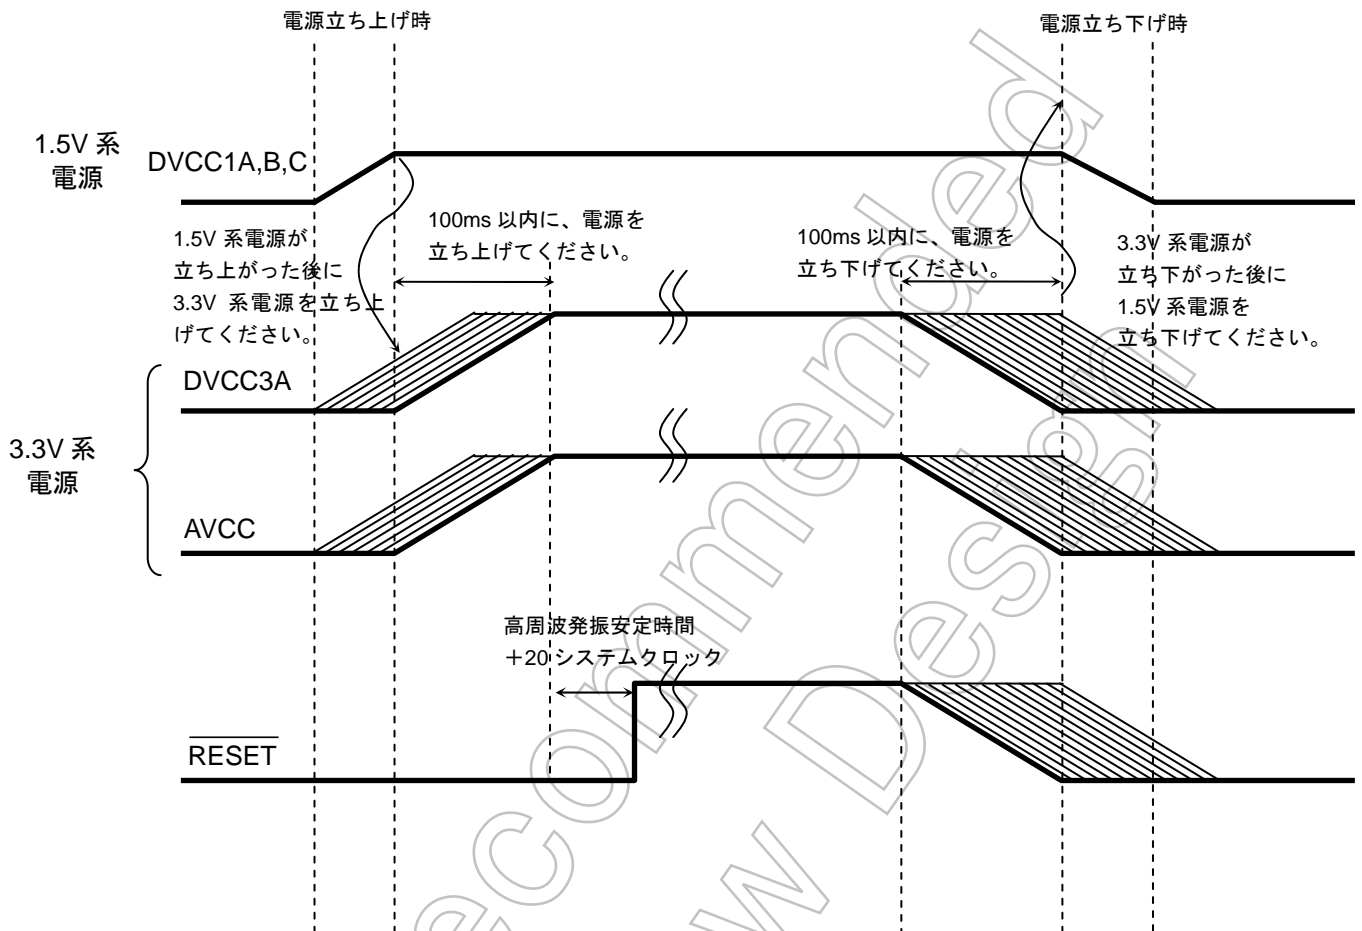 電源立ち上げ時
電源立ち下げ時
1.5V 系
電源
DVCC1A,B,C
1.5V 系電源が
立ち上がった後に
3.3V 系電源を立ち上
げてください。
100ms 以内に、電源を
立ち上げてください。
100ms 以内に、電源を
立ち下げてください。
3.3V 系電源が
立ち下がった後に
1.5V 系電源を
立ち下げてください。
DVCC3A
3.3V 系
電源
AVCC
高周波発振安定時間
+20 システムクロック
RESET
ecommended
w Design